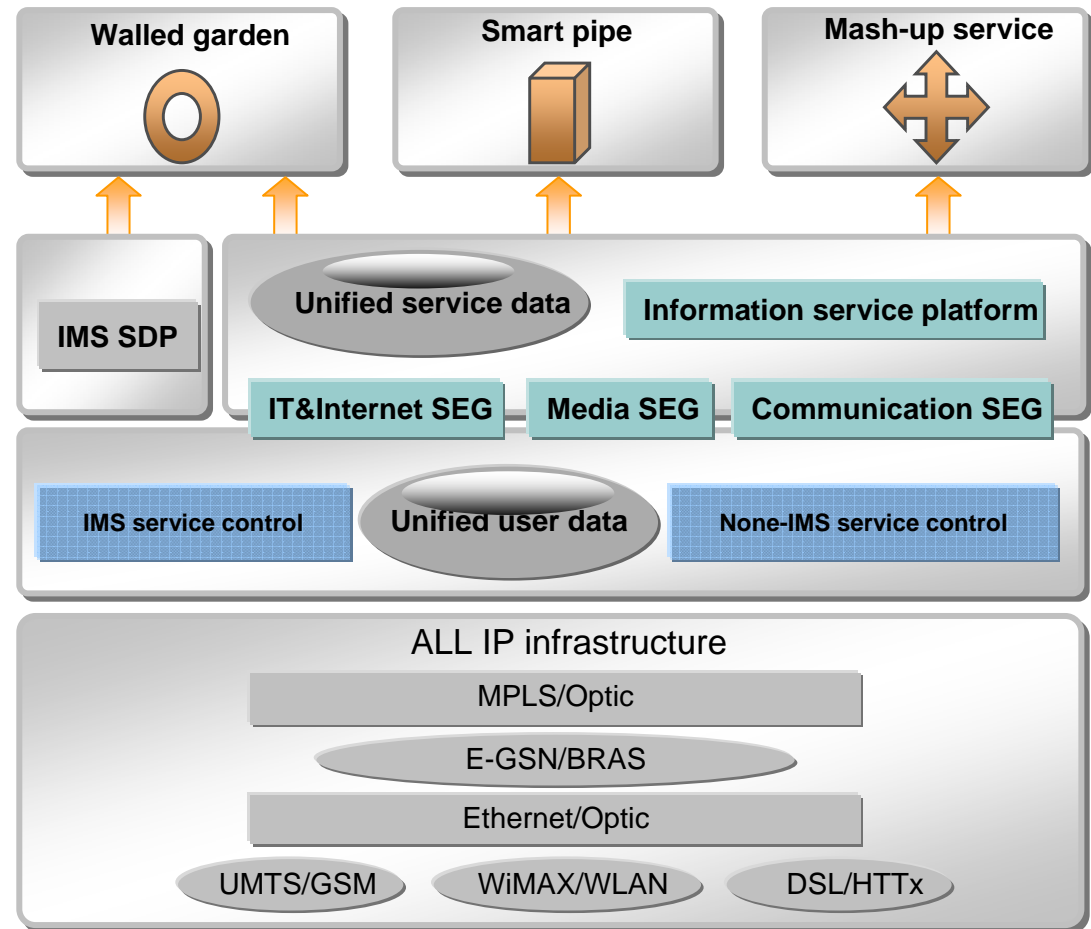 Walled garden
Smart pipe
Mash-up service
Unified service data
Information service platform
IMS SDP
IT&Internet SEG
Media SEG
Communication SEG
IMS service control
Unified user data
None-IMS service control
ALL IP infrastructure
MPLS/Optic
E-GSN/BRAS
Ethernet/Optic
UMTS/GSM
WiMAX/WLAN
DSL/HTTx